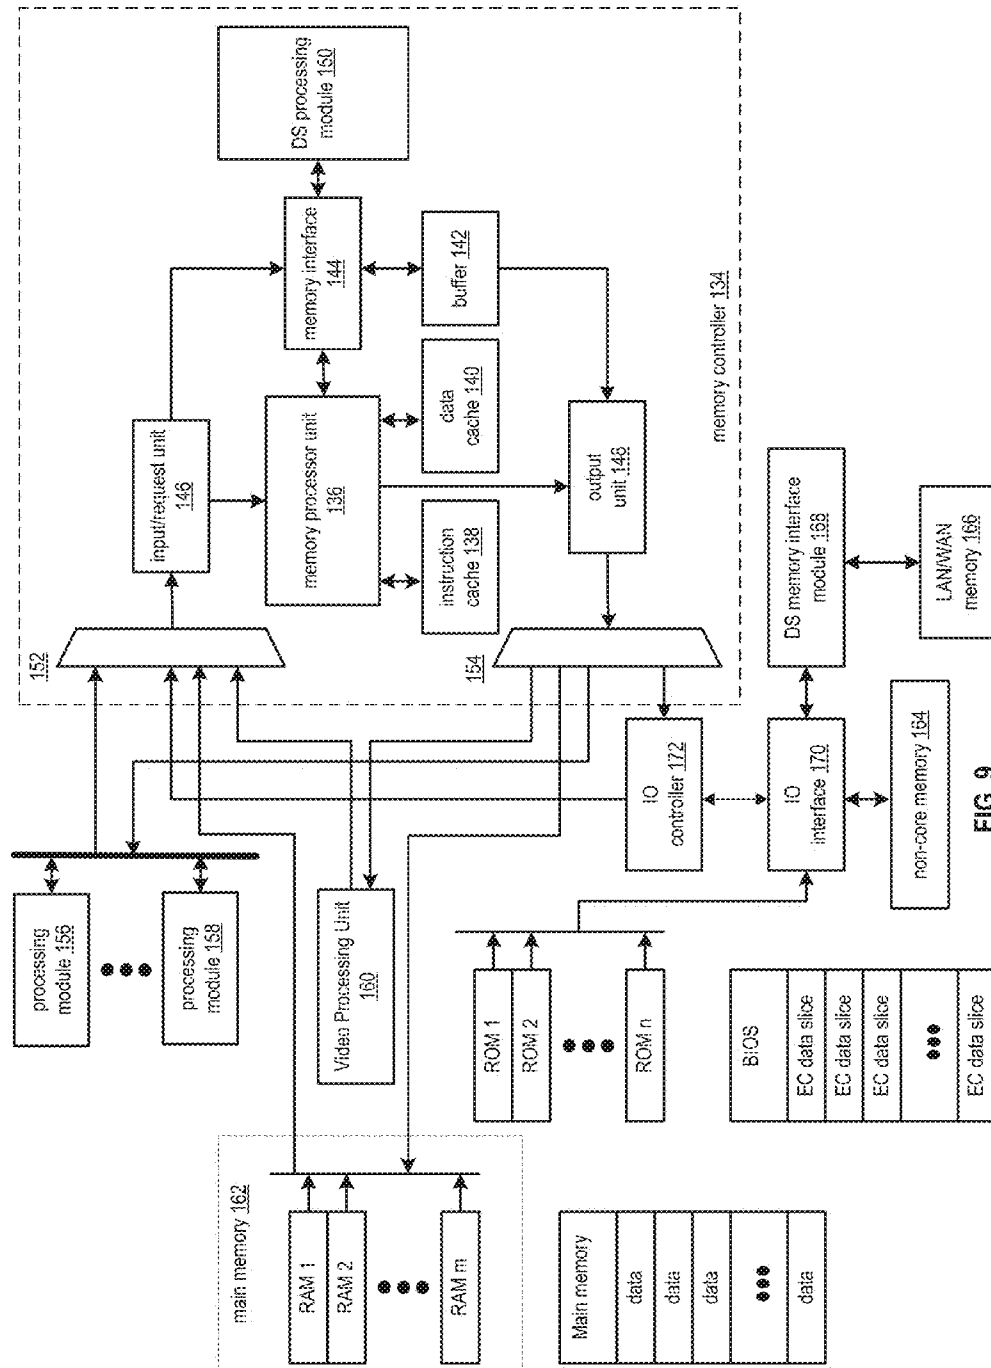 DS processing
module 150
memory interface
144
buffer 142
input/request unit
146
memory processor unit
136
data
cache 140
instruction
cache 138
output
unit 148
memory controller 134
152
154
processing
module 156
processing
module 158
Video Processing Unit
160
main memory 162
RAM 1
RAM 2
RAM m
ROM 1
ROM 2
ROM n
IO
controller 172
IO
interface 170
DS memory interface
module 168
LAN/WAN
memory 166
non-core memory 164
Main memory
data
data
data
data
BIOS
EC data slice
EC data slice
EC data slice
EC data slice
FIG. 9